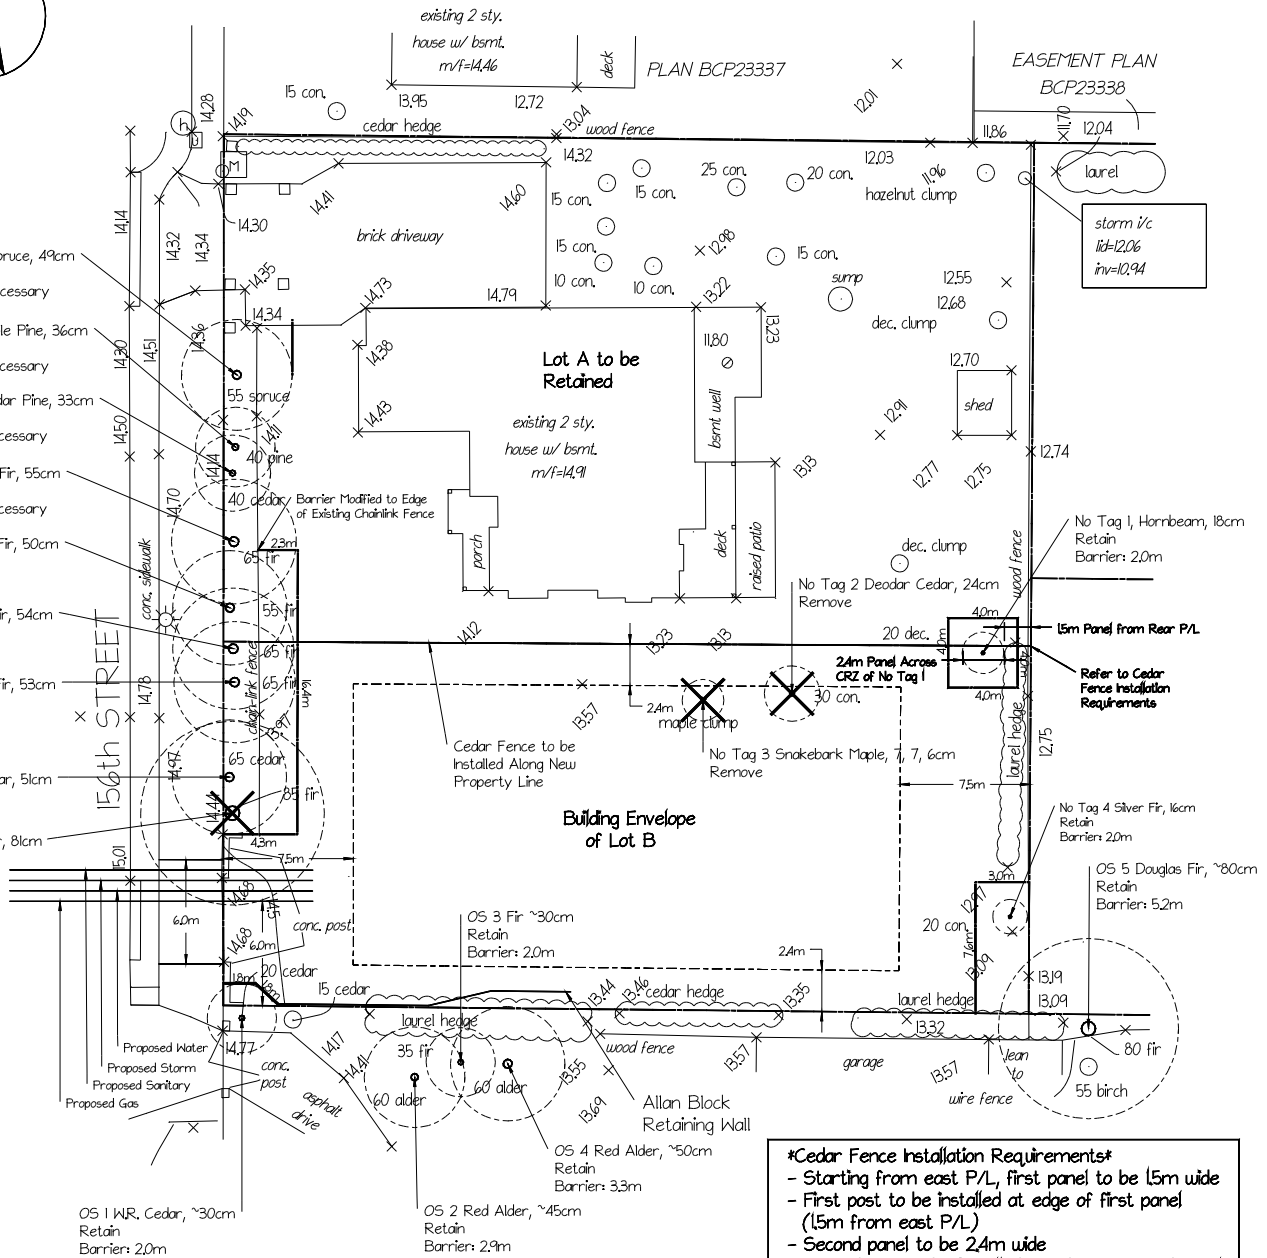 existing 2 sty.
house w/ bsmt.
m/f=14.46
deck
PLAN BCP23337
EASEMENT PLAN
BCP23338
14.28
14.19
15 con.
13.95
12.72
13.04
12.01
11.86
11.70
12.04
h
cedar hedge
wood fence
14.32
M
14.41
14.60
15 con.
15 con.
25 con.
20 con.
12.03
11.96
hazelnut clump
laurel
storm i/c
lid=12.06
inv=10.94
14.14
14.32
14.34
14.30
brick driveway
15 con.
10 con.
10 con.
12.98
15 con.
sump
12.55
12.68
dec. clump
ruce, 49cm
cessary
14.35
14.34
14.73
14.79
13.22
13.23
le Pine, 36cm
cessary
14.30
14.51
14.36
14.38
Lot A to be
Retained
11.80
12.70
shed
dar Pine, 33cm
cessary
55 spruce
14.11
14.43
existing 2 sty.
house w/ bsmt.
m/f=14.91
bsmt well
12.91
14.50
14.14
40 pine
12.74
Fir, 55cm
cessary
14.70
40 cedar
Barrier Modified to Edge
of Existing Chainlink Fence
13.13
12.77
12.75
Fir, 50cm
conc. sidewalk
2.3m
65 fir
porch
deck
raised patio
dec. clump
wood fence
No Tag 1, Hornbeam, 18cm
Retain
Barrier: 2.0m
No Tag 2 Deodar Cedar, 24cm
Remove
ir, 54cm
55 fir
14.12
13.23
13.13
20 dec.
4.0m
4.0m
4.0m
4.0m
1.5m Panel from Rear P/L
156th STREET
65 fir
chain-link fence
2.4m Panel Across
CRZ of No Tag 1
Refer to Cedar
Fence Installation
Requirements
Fir, 53cm
14.78
65 fir
16.4m
13.97
13.57
2.4m
maple clump
30 con.
laurel hedge
12.75
Cedar Fence to be
Installed Along New
Property Line
No Tag 3 Snakebark Maple, 7, 7, 6cm
Remove
14.97
65 cedar
ar, 51cm
85 fir
7.5m
No Tag 4 Silver Fir, 16cm
Retain
Barrier: 2.0m
Building Envelope
of Lot B
r, 81cm
15.01
4.3m
7.5m
OS 5 Douglas Fir, ~80cm
Retain
Barrier: 5.2m
3.0m
12.97
14.68
14.5
6.0m
6.0m
14.68
conc. post
OS 3 Fir ~30cm
Retain
Barrier: 2.0m
20 con.
7.6m
13.09
2.4m
1.8m
1.8m
20 cedar
15 cedar
13.44
13.46
cedar hedge
13.35
laurel hedge
13.19
13.09
laurel hedge
13.32
Proposed Water
Proposed Storm
Proposed Sanitary
Proposed Gas
14.77
conc.
post
14.17
14.41
35 fir
60 alder
60 alder
13.55
wood fence
13.57
garage
13.57
lean
to
wire fence
80 fir
55 birch
asphalt
drive
13.69
Allan Block
Retaining Wall
OS 4 Red Alder, ~50cm
Retain
Barrier: 3.3m
OS 1 W.R. Cedar, ~30cm
Retain
Barrier: 2.0m
OS 2 Red Alder, ~45cm
Retain
Barrier: 2.9m
*Cedar Fence Installation Requirements*
- Starting from east P/L, first panel to be 1.5m wide
- First post to be installed at edge of first panel
(1.5m from east P/L)
- Second panel to be 2.4m wide